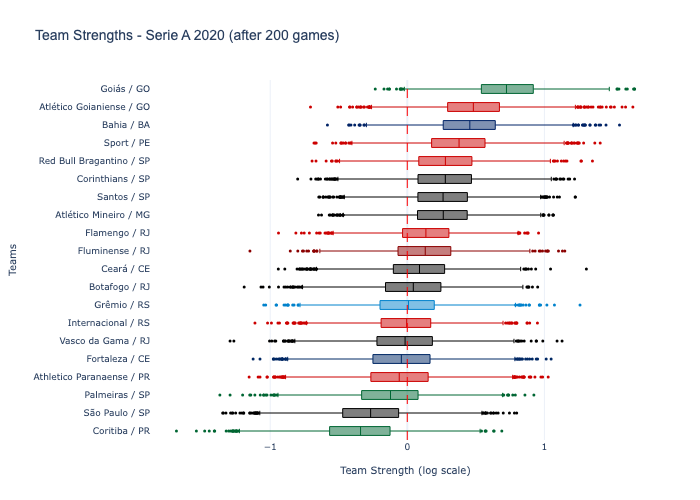 Team Strengths - Serie A 2020 (after 200 games)
Goiás / GO
Atlético Goianiense / GO
Bahia / BA
Sport / PE
Red Bull Bragantino / SP
Corinthians / SP
Santos / SP
Atlético Mineiro / MG
Flamengo / RJ
Fluminense / RJ
Ceará / CE
Botafogo / RJ
Grêmio / RS
Internacional / RS
Vasco da Gama / RJ
Fortaleza / CE
Athletico Paranaense / PR
Palmeiras / SP
São Paulo / SP
Coritiba / PR
Teams
−1 0 1
Team Strength (log scale)